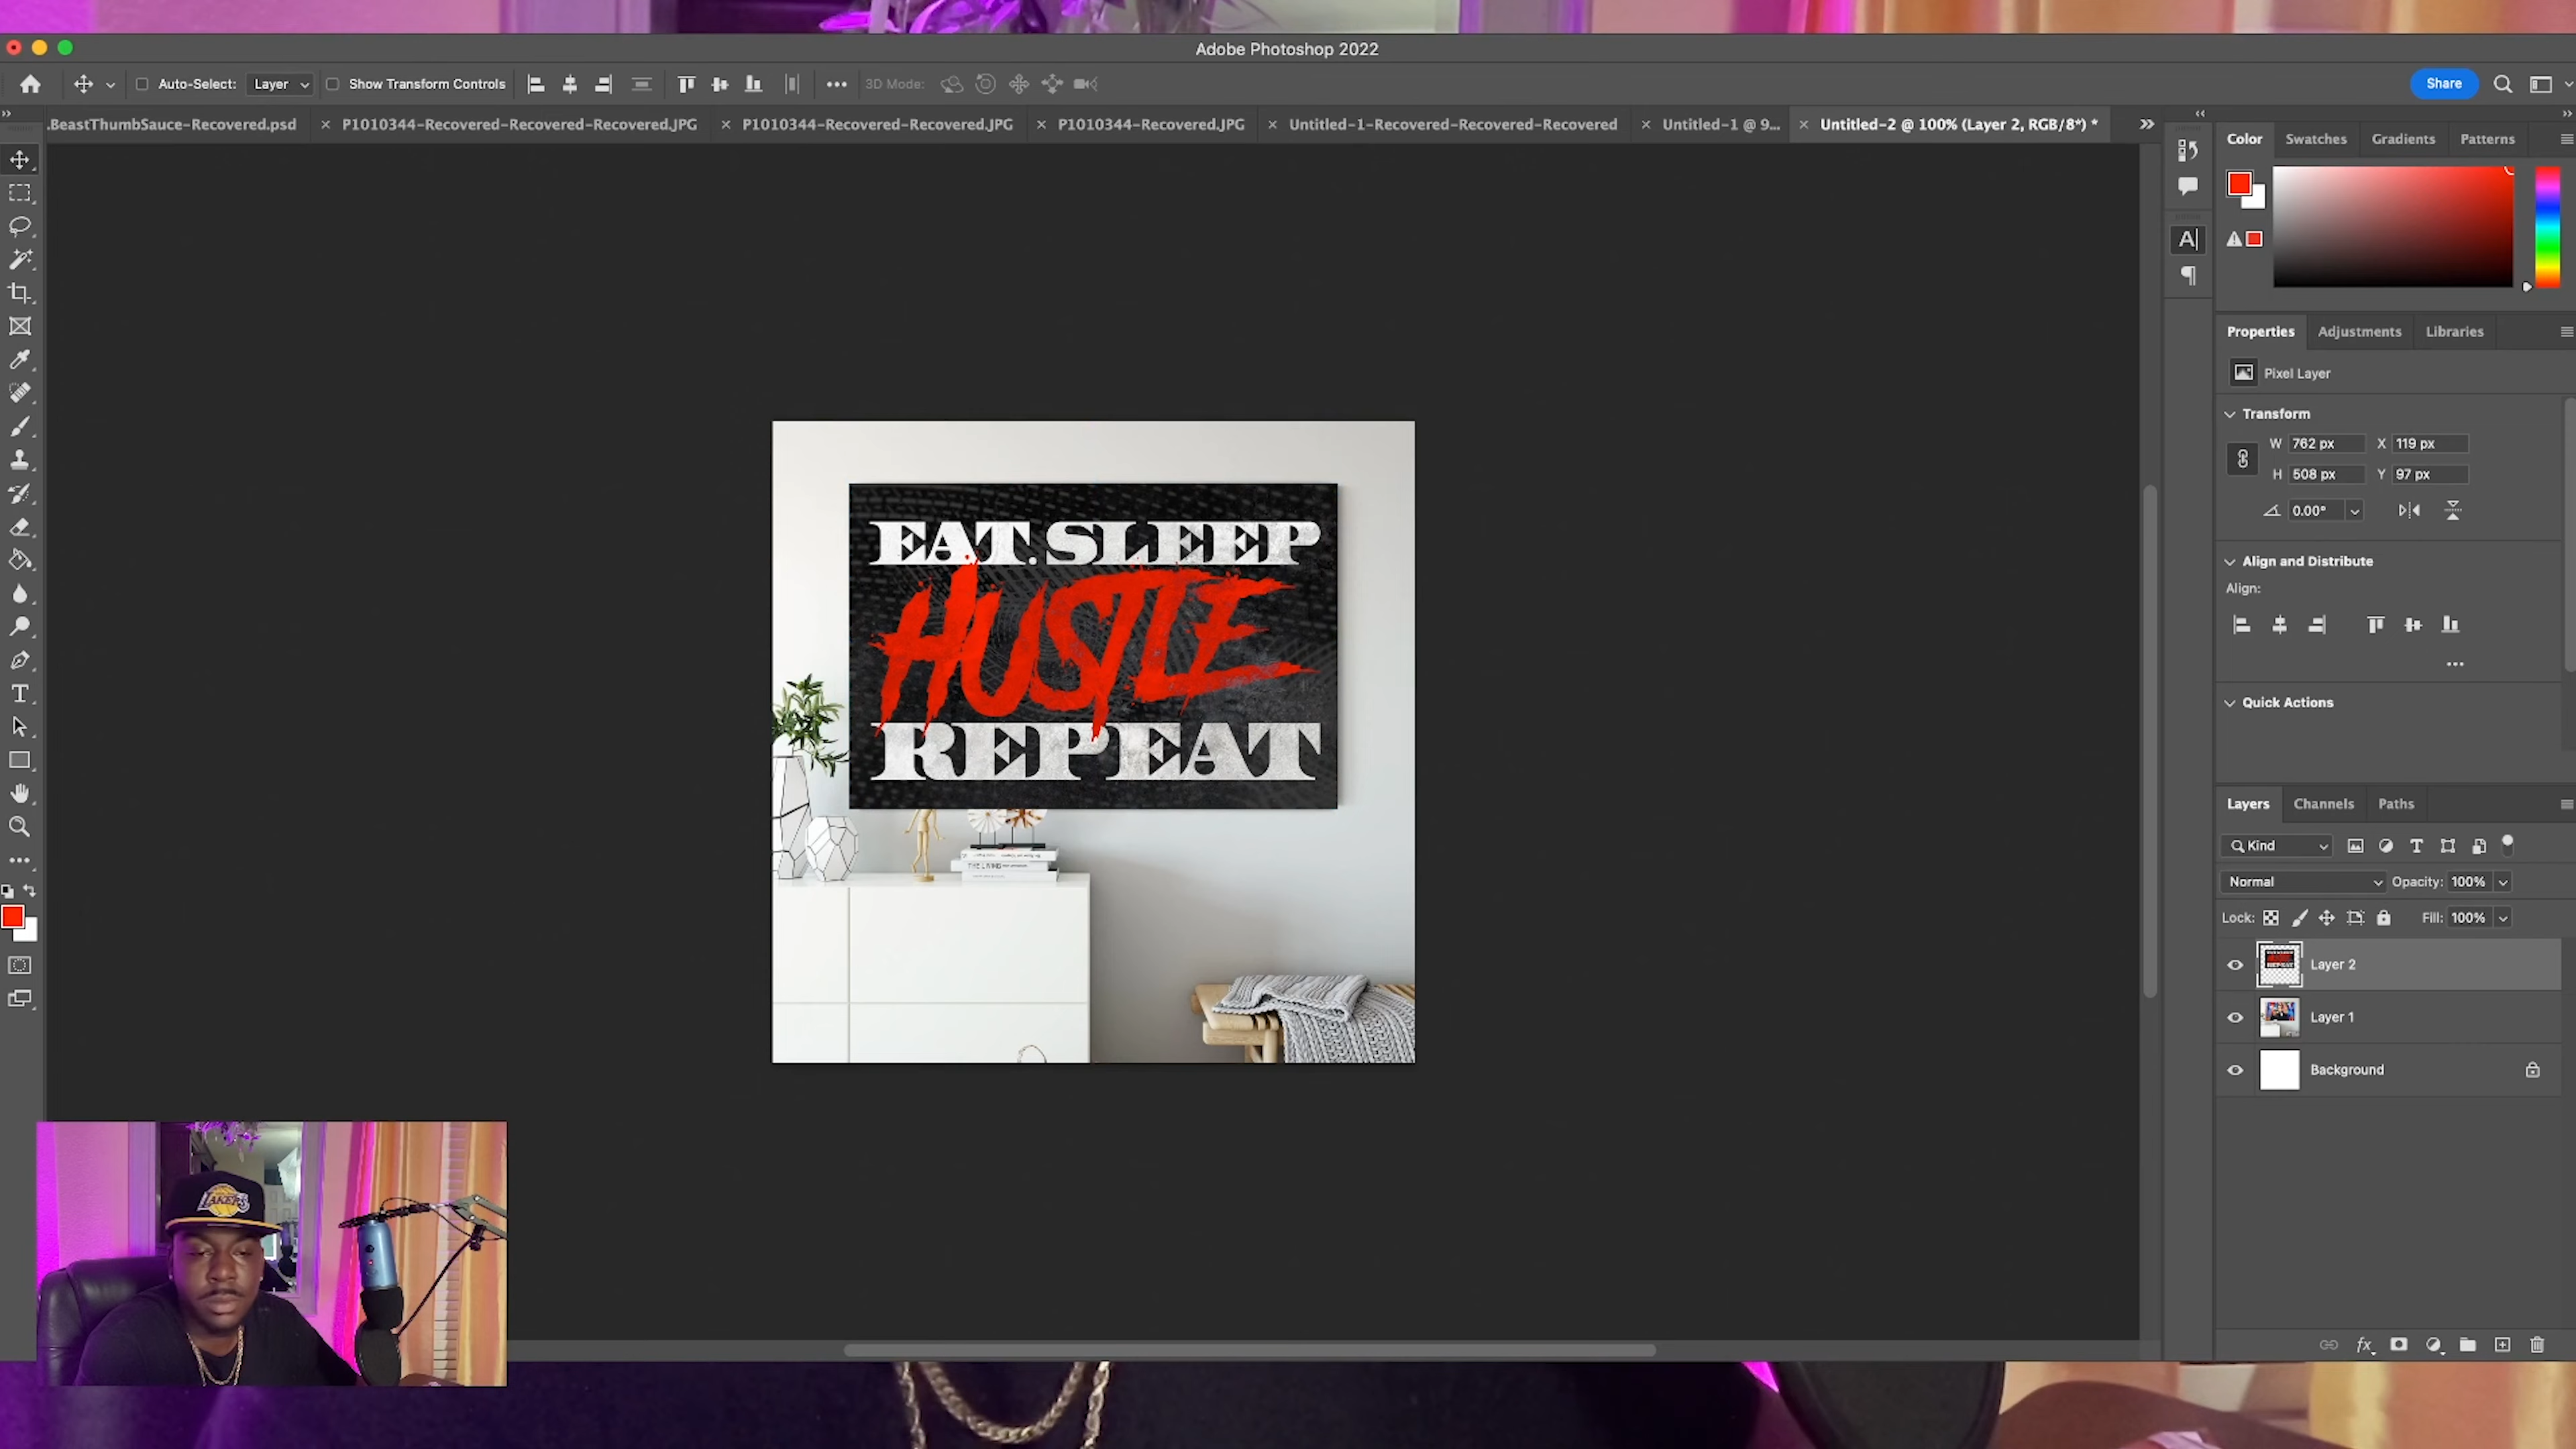 Adobe Photoshop 2022
Auto-Select: Layer Show Transform Controls 3D Mode: Share
.BeastThumbSauce-Recovered.psd × P1010344-Recovered-Recovered-Recovered.JPG × P1010344-Recovered-Recovered.JPG × P1010344-Recovered.JPG × Untitled-1-Recovered-Recovered-Recovered × Untitled-1 @ 9... × Untitled-2 @ 100% (Layer 2, RGB/8*) *
Color Swatches Gradients Patterns
Properties Adjustments Libraries
Pixel Layer
Transform
W 762 px X 119 px
H 508 px Y 97 px
0.00°
Align and Distribute
Align:
Quick Actions
Layers Channels Paths
Kind
Normal Opacity: 100%
Lock: Fill: 100%
Layer 2
Layer 1
Background
EAT.SLEEP
HUSTLE
REPEAT
THE LIVING
LAKERS